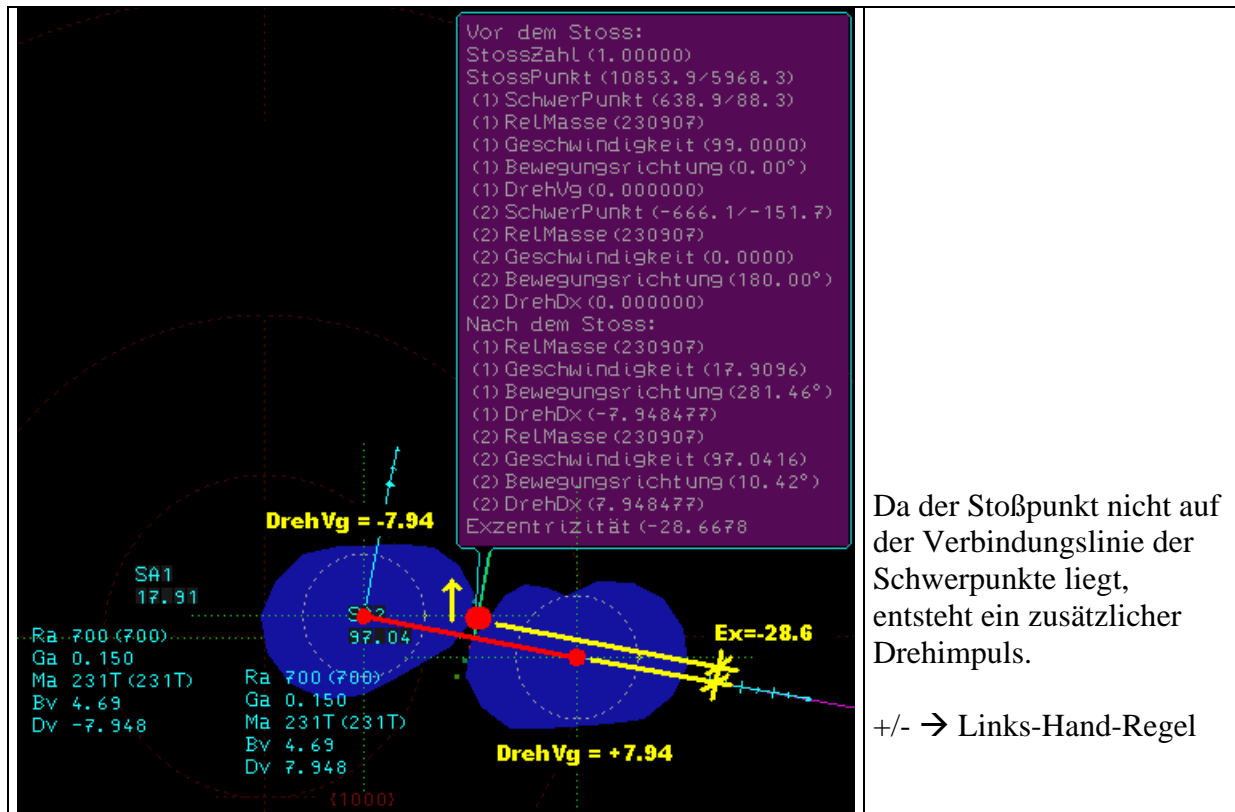 Vor dem Stoss:
StossZahl(1.00000)
StossPunkt(10853.9/5968.3)
(1)SchwerPunkt(638.9/88.3)
(1)RelMasse(230907)
(1)Geschwindigkeit(99.0000)
(1)Bewegungsrichtung(0.00°)
(1)DrehVg(0.000000)
(2)SchwerPunkt(-666.1/-151.7)
(2)RelMasse(230907)
(2)Geschwindigkeit(0.0000)
(2)Bewegungsrichtung(180.00°)
(2)DrehDx(0.000000)
Nach dem Stoss:
(1)RelMasse(230907)
(1)Geschwindigkeit(17.9096)
(1)Bewegungsrichtung(281.46°)
(1)DrehDx(-7.948477)
(2)RelMasse(230907)
(2)Geschwindigkeit(97.0416)
(2)Bewegungsrichtung(10.42°)
(2)DrehDx(7.948477)
Exzentrizität(-28.6678
DrehVg = -7.94
SA1
17.91
97.04
Ex=-28.6
Ra 700(700)
Ga 0.150
Ma 231T(231T)
Bv 4.69
Dv -7.948
Ra 700(700)
Ga 0.150
Ma 231T(231T)
Bv 4.69
Dv 7.948
DrehVg = +7.94
(1000)
Da der Stoßpunkt nicht auf
der Verbindungslinie der
Schwerpunkte liegt,
entsteht ein zusätzlicher
Drehimpuls.
+/- → Links-Hand-Regel